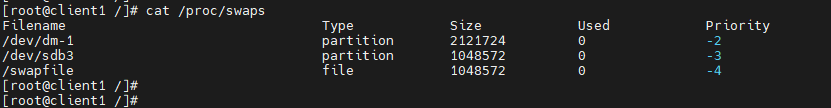 [root@client1 /]# cat /proc/swaps
Filename Type Size Used Priority
/dev/dm-1 partition 2121724 0 -2
/dev/sdb3 partition 1048572 0 -3
/swapfile file 1048572 0 -4
[root@client1 /]#
[root@client1 /]#